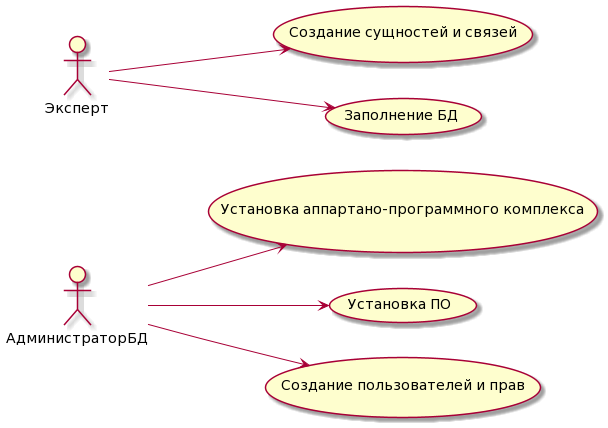 Создание сущностей и связей
Эксперт
Заполнение БД
Установка аппартано-программного комплекса
Установка ПО
АдминистраторБД
Создание пользователей и прав